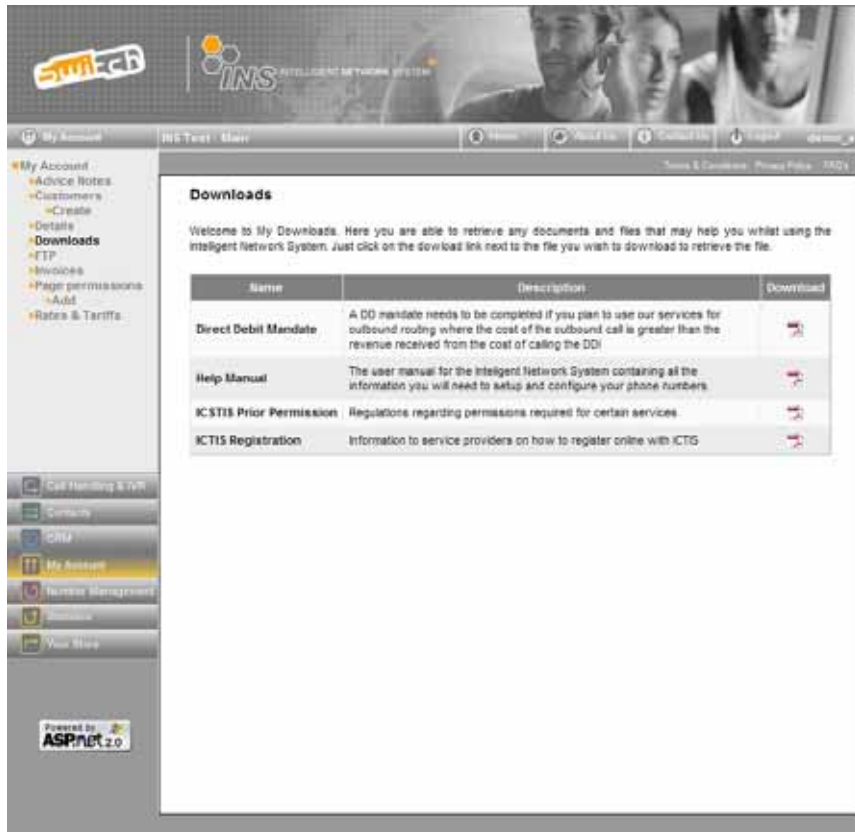 switch
INS INTELLIGENT NETWORK SYSTEM
My Account
INS Test - Main
Home
About Us
Contact Us
Logout
Terms & Conditions Privacy Policy FAQ's
My Account
Advice Notes
Customers
Create
Details
Downloads
FTP
Invoices
Page permissions
Add
Rates & Tariffs
Downloads
Welcome to My Downloads. Here you are able to retrieve any documents and files that may help you whilst using the
Intelligent Network System. Just click on the dowload link next to the file you wish to download to retrieve the file.
Name Description Download
Direct Debit Mandate
A DD mandate needs to be completed if you plan to use our services for
outbound routing where the cost of the outbound call is greater than the
revenue received from the cost of calling the DDI
Help Manual
The user manual for the Inteligent Network System containing all the
information you will need to setup and configure your phone numbers
ICSTIS Prior Permission Regulations regarding permissions required for certain services
ICTIS Registration Information to service providers on how to register online with ICTIS
Call Handling & IVR
Contacts
CRM
My Account
Number Management
Statistics
Your Store
Powered by
ASP.net 2.0